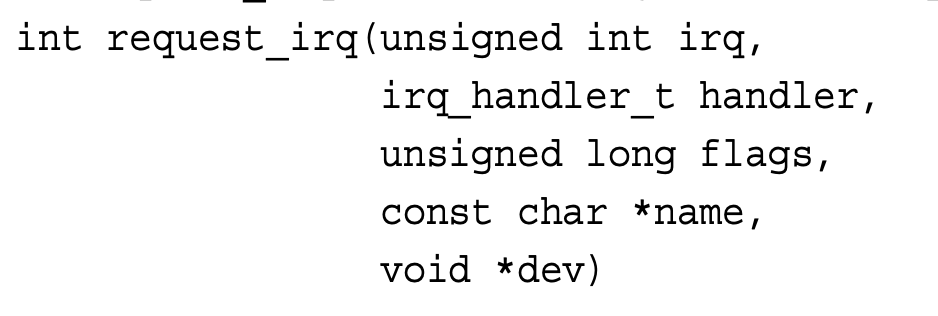 int request_irq(unsigned int irq,
irq_handler_t handler,
unsigned long flags,
const char *name,
void *dev)